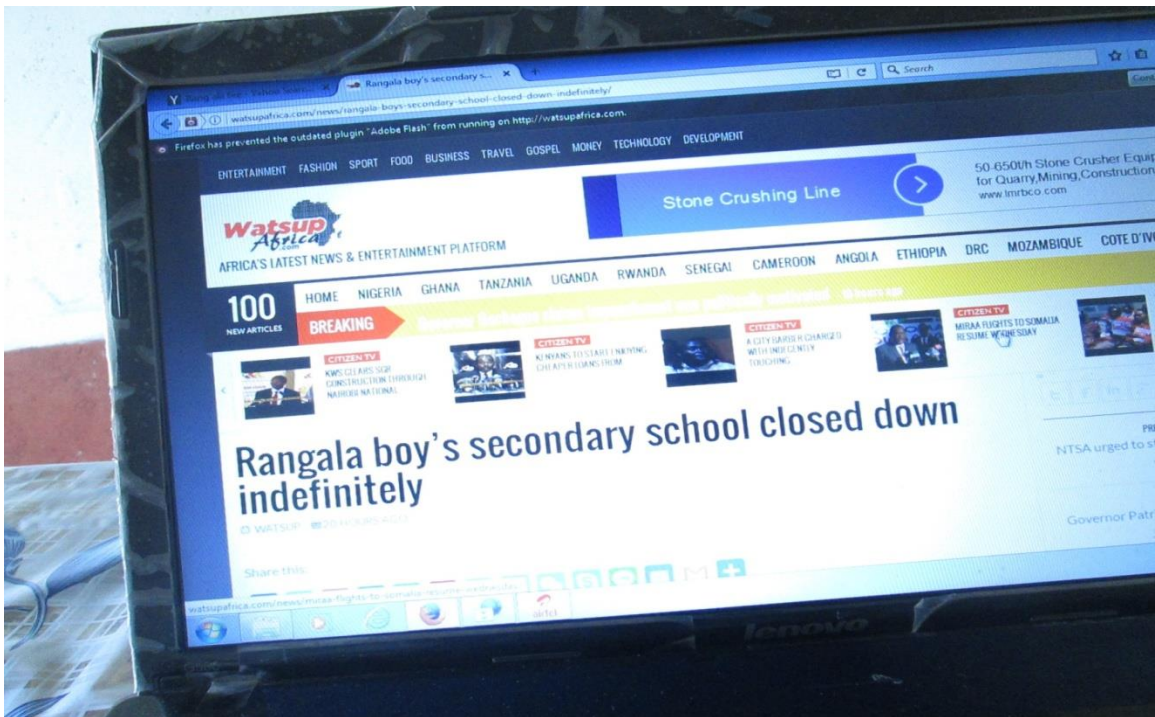 Rangala boy's secondary s...
watsupafrica.com/news/rangala-boys-secondary-school-closed-down-indefinitely/
Search
Firefox has prevented the outdated plugin "Adobe Flash" from running on http://watsupafrica.com.
ENTERTAINMENT FASHION SPORT FOOD BUSINESS TRAVEL GOSPEL MONEY TECHNOLOGY DEVELOPMENT
Watsup
Africa
.com
AFRICA'S LATEST NEWS & ENTERTAINMENT PLATFORM
Stone Crushing Line
50-650t/h Stone Crusher Equip
for Quarry,Mining,Construction
www.lmrbco.com
100
NEW ARTICLES
HOME NIGERIA GHANA TANZANIA UGANDA RWANDA SENEGAL CAMEROON ANGOLA ETHIOPIA DRC MOZAMBIQUE COTE D'IV
BREAKING
CITIZEN TV
KWS CLEARS SGR
CONSTRUCTION THROUGH
NAIROBI NATIONAL
CITIZEN TV
KENYANS TO START ENJOYING
CHEAPER LOANS FROM
CITIZEN TV
A CITY BARBER CHARGED
WITH INDECENTLY
TOUCHING
CITIZEN TV
MIRAA FLIGHTS TO SOMALIA
RESUME WEDNESDAY
Rangala boy's secondary school closed down
indefinitely
WATSUP 20 HOURS AGO
Share this:
NTSA urged to s
Governor Patr
watsupafrica.com/news/miraa-flights-to-somalia-resume-wednesday
airtel
lenovo